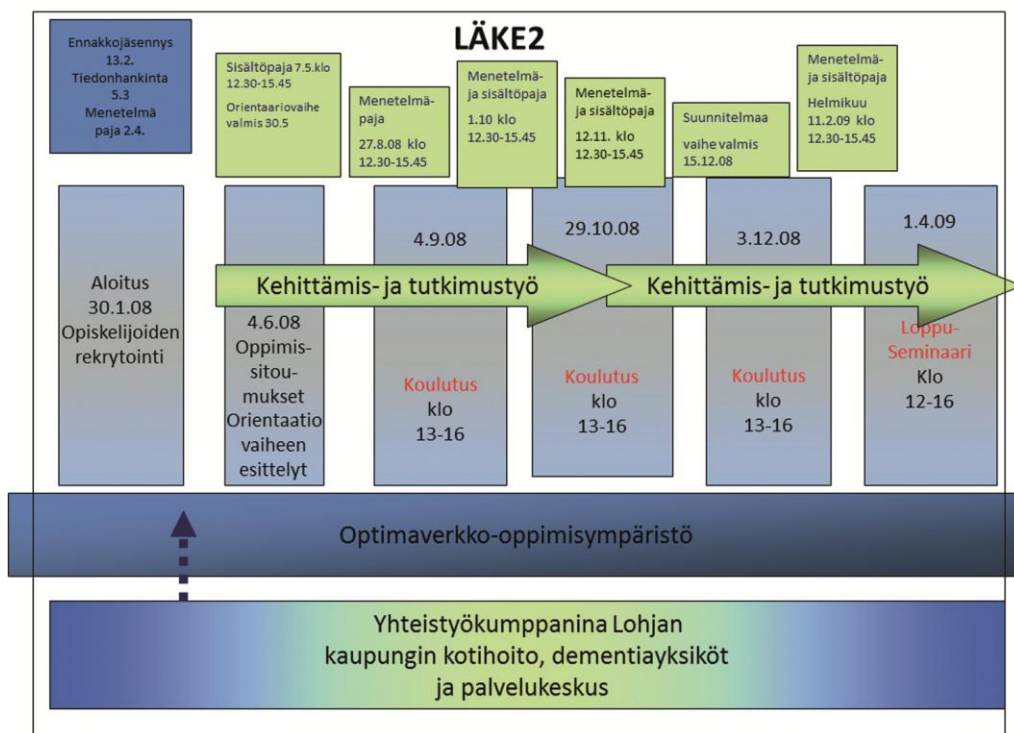 LÄKE2
Ennakkojäsennys
13.2.
Tiedonhankinta
5.3
Menetelmä
paja 2.4.
Sisältöpaja 7.5.klo
12.30-15.45
Orientaariovaihe
valmis 30.5
Menetelmä-
paja
27.8.08 klo
12.30-15.45
Menetelmä-
ja sisältöpaja
1.10 klo
12.30-15.45
Menetelmä-
ja sisältöpaja
12.11. klo
12.30-15.45
Suunnitelmaa
vaihe valmis
15.12.08
Menetelmä-
ja sisältöpaja
Helmikuu
11.2.09 klo
12.30-15.45
Aloitus
30.1.08
Opiskelijoiden
rekrytointi
4.6.08
Oppimis-
sitou-
mukset
Orientaatio
vaiheen
esittelyt
4.9.08
Koulutus
klo
13-16
29.10.08
Koulutus
klo
13-16
3.12.08
Koulutus
klo
13-16
1.4.09
Loppu-
Seminaari
Klo
12-16
Kehittämis- ja tutkimustyö
Kehittämis- ja tutkimustyö
Optimaverkko-oppimisympäristö
Yhteistyökumppanina Lohjan
kaupungin kotihoito, dementiayksiköt
ja palvelukeskus